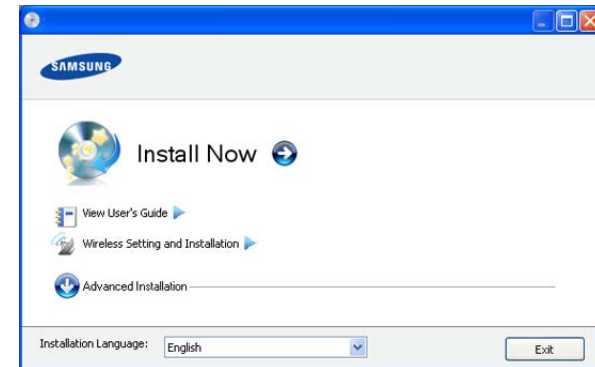 SAMSUNG
Install Now
View User's Guide
Wireless Setting and Installation
Advanced Installation
Installation Language: English Exit